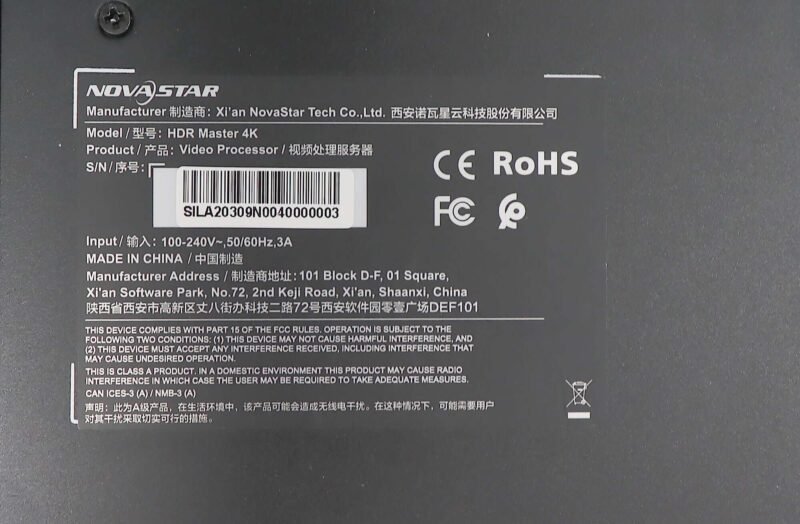 NOVASTAR
Manufacturer 制造商: Xi'an NovaStar Tech Co.,Ltd. 西安诺瓦星云科技股份有限公司
Model / 型号: HDR Master 4K
Product / 产品: Video Processor / 视频处理服务器
S/N / 序号:
SILA20309N0040000003
CE RoHS
FC
Input / 输入: 100-240V~,50/60Hz,3A
MADE IN CHINA / 中国制造
Manufacturer Address / 制造商地址: 101 Block D-F, 01 Square,
Xi'an Software Park, No.72, 2nd Keji Road, Xi'an, Shaanxi, China
陕西省西安市高新区丈八街办科技二路72号西安软件园零壹广场DEF101
THIS DEVICE COMPLIES WITH PART 15 OF THE FCC RULES. OPERATION IS SUBJECT TO THE
FOLLOWING TWO CONDITIONS: (1) THIS DEVICE MAY NOT CAUSE HARMFUL INTERFERENCE, AND
(2) THIS DEVICE MUST ACCEPT ANY INTERFERENCE RECEIVED, INCLUDING INTERFERENCE THAT
MAY CAUSE UNDESIRED OPERATION.
THIS IS CLASS A PRODUCT. IN A DOMESTIC ENVIRONMENT THIS PRODUCT MAY CAUSE RADIO
INTERFERENCE IN WHICH CASE THE USER MAY BE REQUIRED TO TAKE ADEQUATE MEASURES.
CAN ICES-3 (A) / NMB-3 (A)
声明: 此为A级产品, 在生活环境中, 该产品可能会造成无线电干扰。在这种情况下, 可能需要用户
对其干扰采取切实可行的措施。